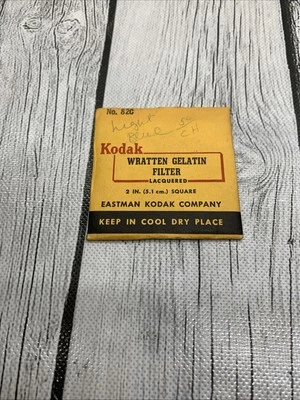 No. 82C
Light
Blue
CH
Kodak
WRATTEN GELATIN
FILTER
LACQUERED
2 IN. (5.1 cm.) SQUARE
EASTMAN KODAK COMPANY
KEEP IN COOL DRY PLACE